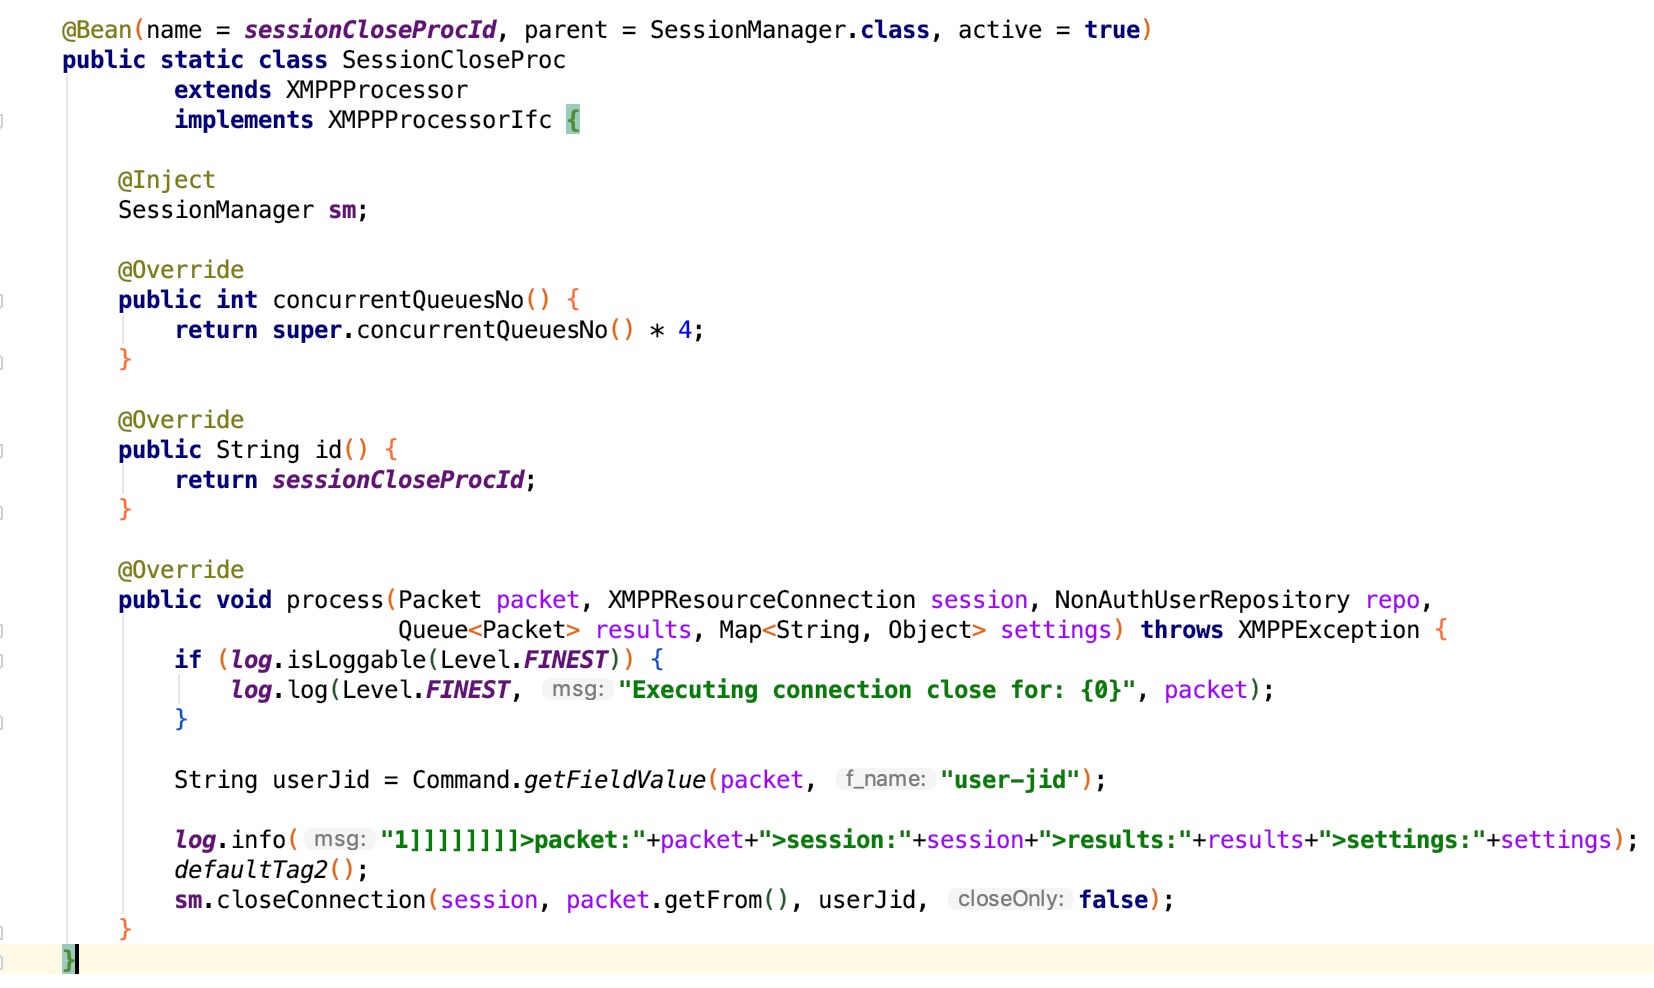 @Bean(name = sessionCloseProcId, parent = SessionManager.class, active = true)
public static class SessionCloseProc
extends XMPPProcessor
implements XMPPProcessorIfc {
@Inject
SessionManager sm;
@Override
public int concurrentQueuesNo() {
return super.concurrentQueuesNo() * 4;
}
@Override
public String id() {
return sessionCloseProcId;
}
@Override
public void process(Packet packet, XMPPResourceConnection session, NonAuthUserRepository repo,
Queue<Packet> results, Map<String, Object> settings) throws XMPPException {
if (log.isLoggable(Level.FINEST)) {
log.log(Level.FINEST, msg: "Executing connection close for: {0}", packet);
}
String userJid = Command.getFieldValue(packet, f_name: "user-jid");
log.info( msg: "1]]]]]]]]>packet:"+packet+">session:"+session+">results:"+results+">settings:"+settings);
defaultTag2();
sm.closeConnection(session, packet.getFrom(), userJid, closeOnly: false);
}
}